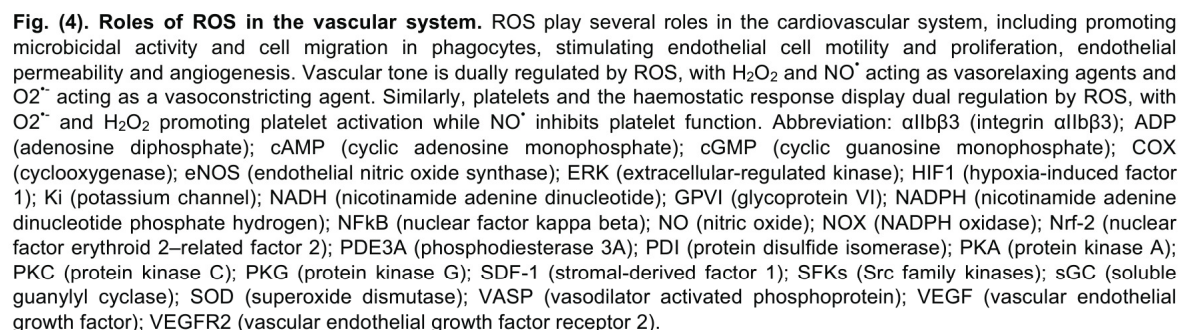 Fig. (4). Roles of ROS in the vascular system. ROS play several roles in the cardiovascular system, including promoting
microbicidal activity and cell migration in phagocytes, stimulating endothelial cell motility and proliferation, endothelial
permeability and angiogenesis. Vascular tone is dually regulated by ROS, with H₂O₂ and NO˙ acting as vasorelaxing agents and
O2˙⁻ acting as a vasoconstricting agent. Similarly, platelets and the haemostatic response display dual regulation by ROS, with
O2˙⁻ and H₂O₂ promoting platelet activation while NO˙ inhibits platelet function. Abbreviation: αIIbβ3 (integrin αIIbβ3); ADP
(adenosine diphosphate); cAMP (cyclic adenosine monophosphate); cGMP (cyclic guanosine monophosphate); COX
(cyclooxygenase); eNOS (endothelial nitric oxide synthase); ERK (extracellular-regulated kinase); HIF1 (hypoxia-induced factor
1); Ki (potassium channel); NADH (nicotinamide adenine dinucleotide); GPVI (glycoprotein VI); NADPH (nicotinamide adenine
dinucleotide phosphate hydrogen); NFkB (nuclear factor kappa beta); NO (nitric oxide); NOX (NADPH oxidase); Nrf-2 (nuclear
factor erythroid 2–related factor 2); PDE3A (phosphodiesterase 3A); PDI (protein disulfide isomerase); PKA (protein kinase A);
PKC (protein kinase C); PKG (protein kinase G); SDF-1 (stromal-derived factor 1); SFKs (Src family kinases); sGC (soluble
guanylyl cyclase); SOD (superoxide dismutase); VASP (vasodilator activated phosphoprotein); VEGF (vascular endothelial
growth factor); VEGFR2 (vascular endothelial growth factor receptor 2).